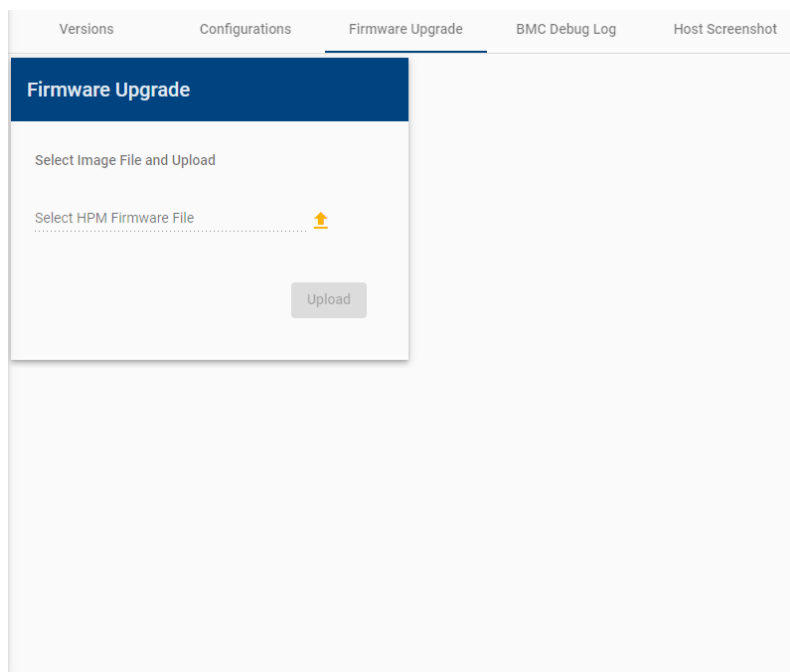 Versions Configurations Firmware Upgrade BMC Debug Log Host Screenshot
Firmware Upgrade
Select Image File and Upload
Select HPM Firmware File
Upload